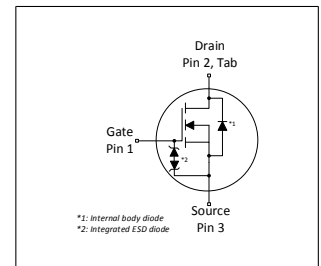 Drain
Pin 2, Tab
*1
Gate
Pin 1
*2
Source
Pin 3
*1: Internal body diode
*2: Integrated ESD diode